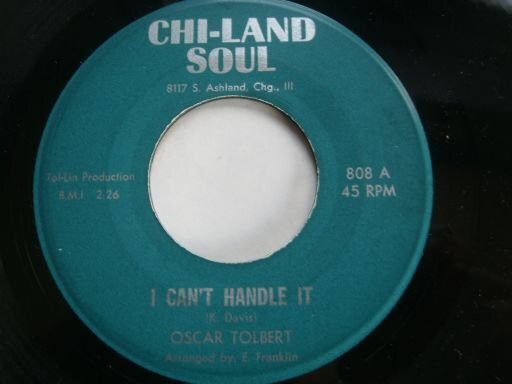 CHI-LAND
SOUL
8117 S. Ashland, Chg., Ill
Tol-Lin Production
B.M.I. 2:26
808 A
45 RPM
I CAN'T HANDLE IT
(K. Davis)
OSCAR TOLBERT
Arranged by: E. Franklin